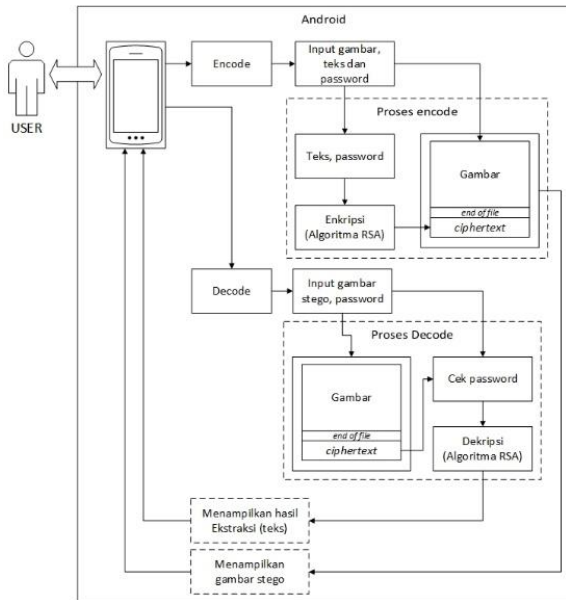 Android
USER
Encode
Input gambar,
teks dan
password
Proses encode
Teks, password
Gambar
end of file
ciphertext
Enkripsi
(Algoritma RSA)
Decode
Input gambar
stego, password
Proses Decode
Gambar
end of file
ciphertext
Cek password
Dekripsi
(Algoritma RSA)
Menampilkan hasil
Ekstraksi (teks)
Menampilkan
gambar stego